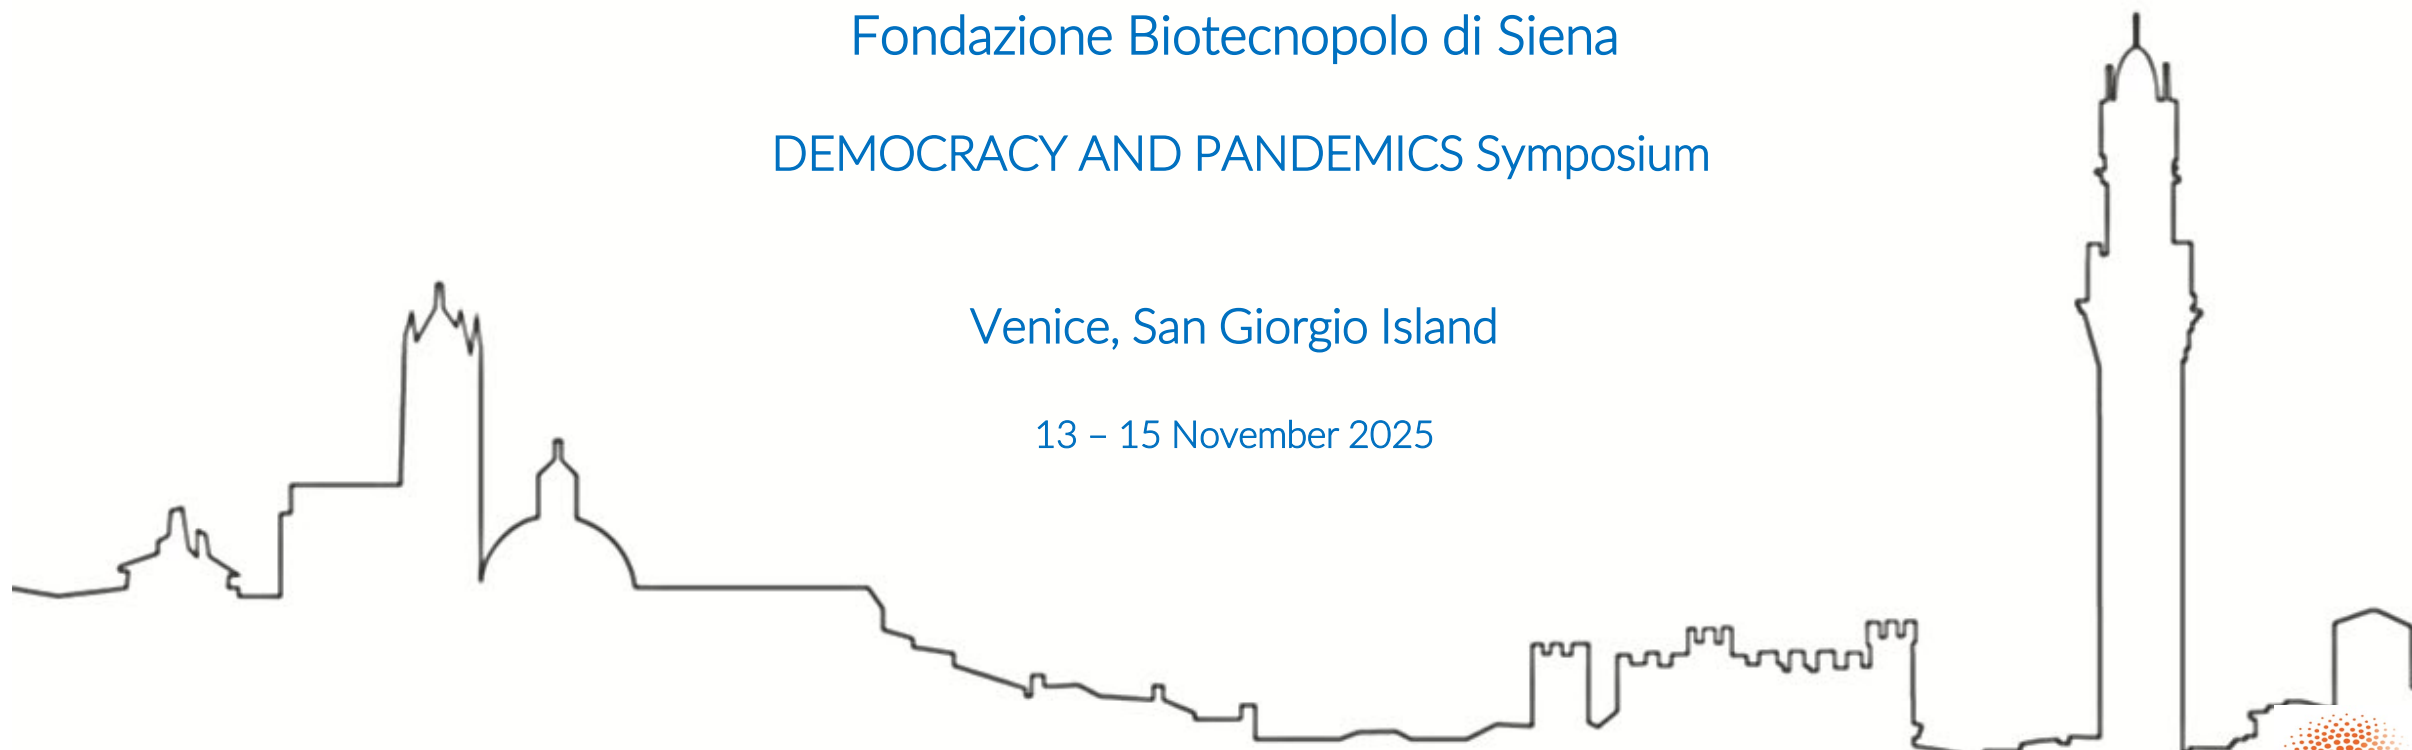 Fondazione Biotecnopolo di Siena
DEMOCRACY AND PANDEMICS Symposium
Venice, San Giorgio Island
13 – 15 November 2025